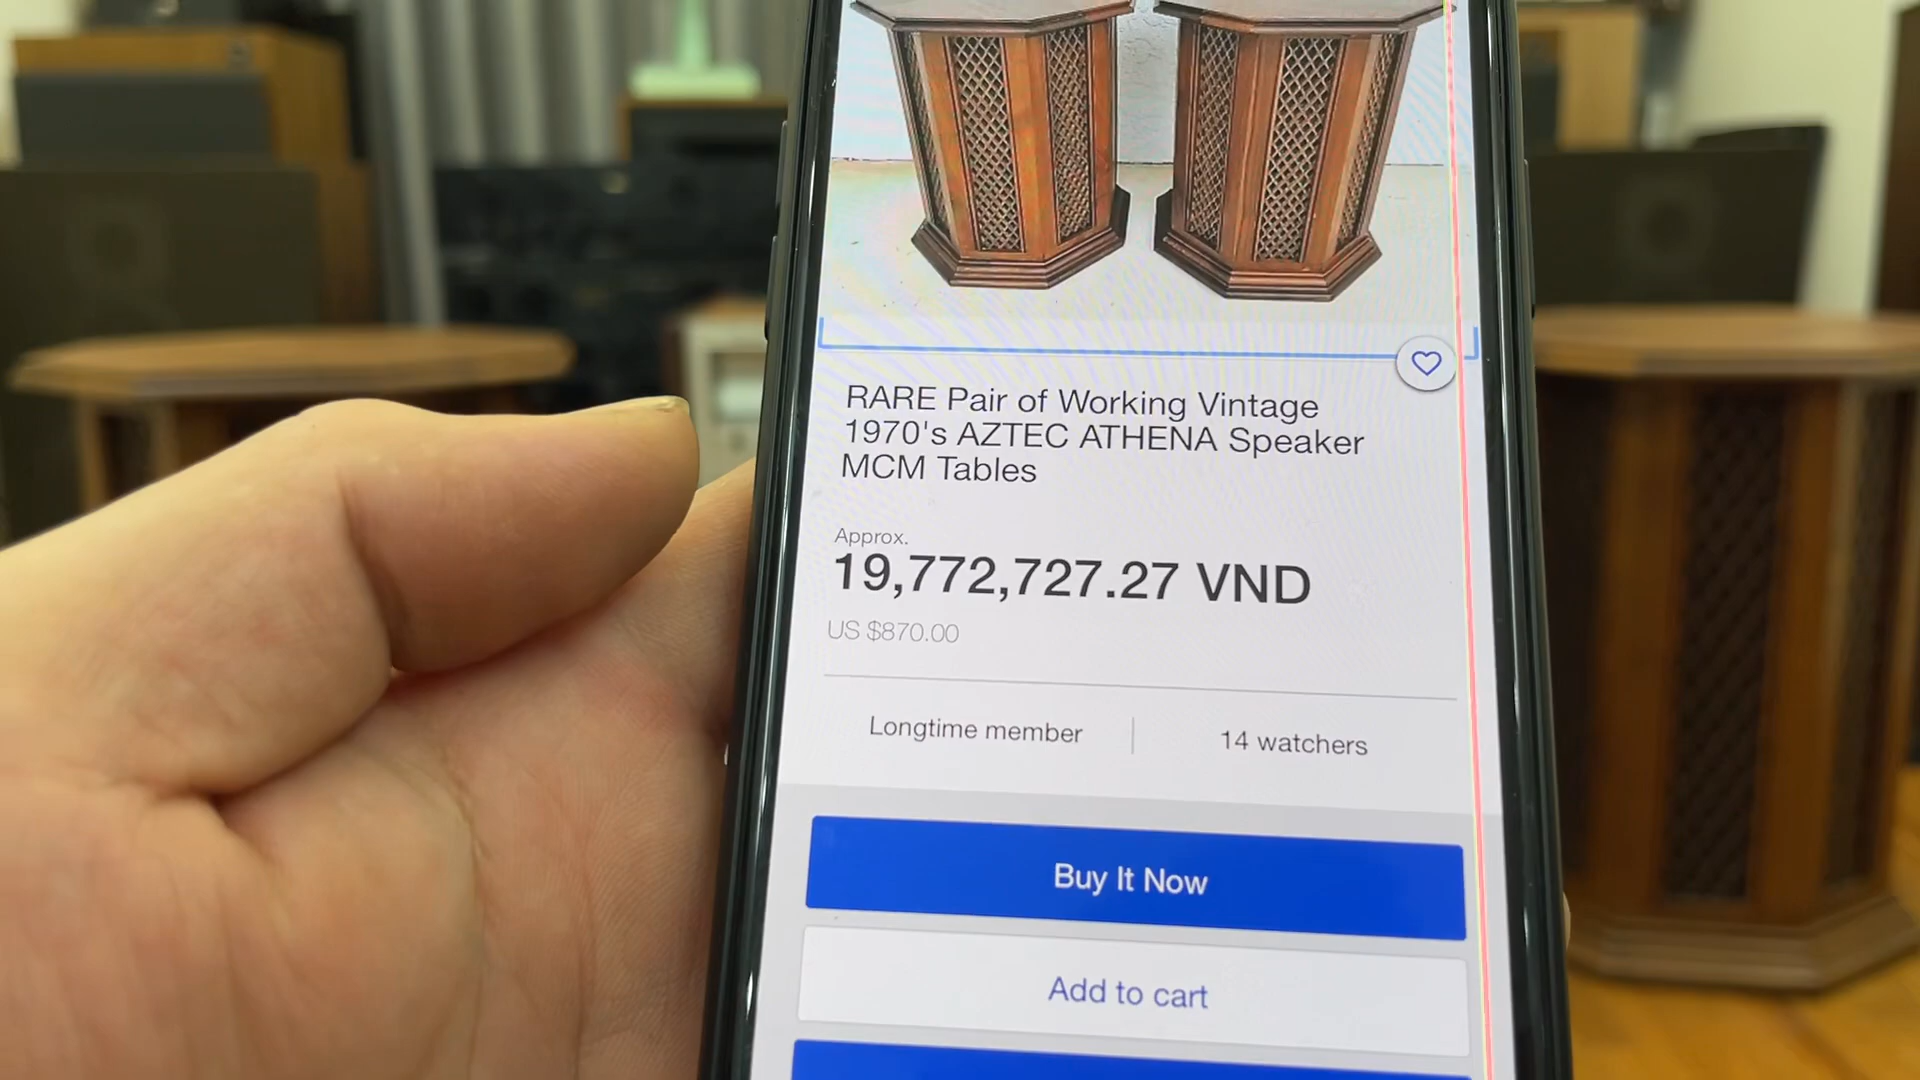 RARE Pair of Working Vintage
1970's AZTEC ATHENA Speaker
MCM Tables
Approx.
19,772,727.27 VND
US $870.00
Longtime member
14 watchers
Buy It Now
Add to cart